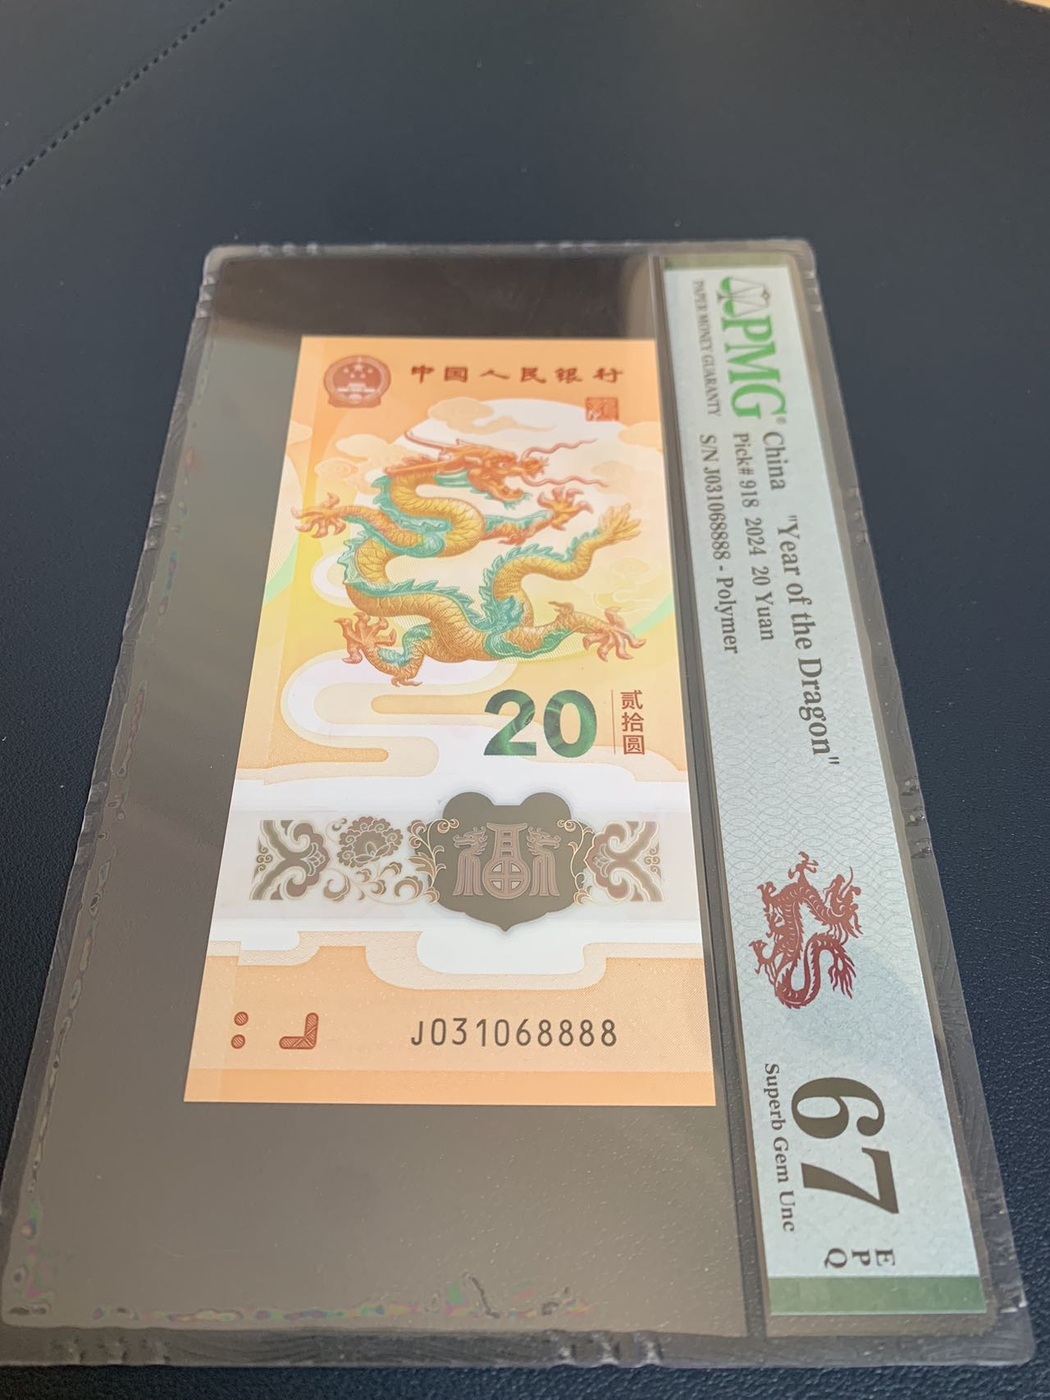 中国人民银行
20
贰拾圆
J031068888
PMG
PAPER MONEY GUARANTY
China "Year of the Dragon"
Pick# 918 2024 20 Yuan
S/N J031068888 - Polymer
67
EPQ
Superb Gem Unc